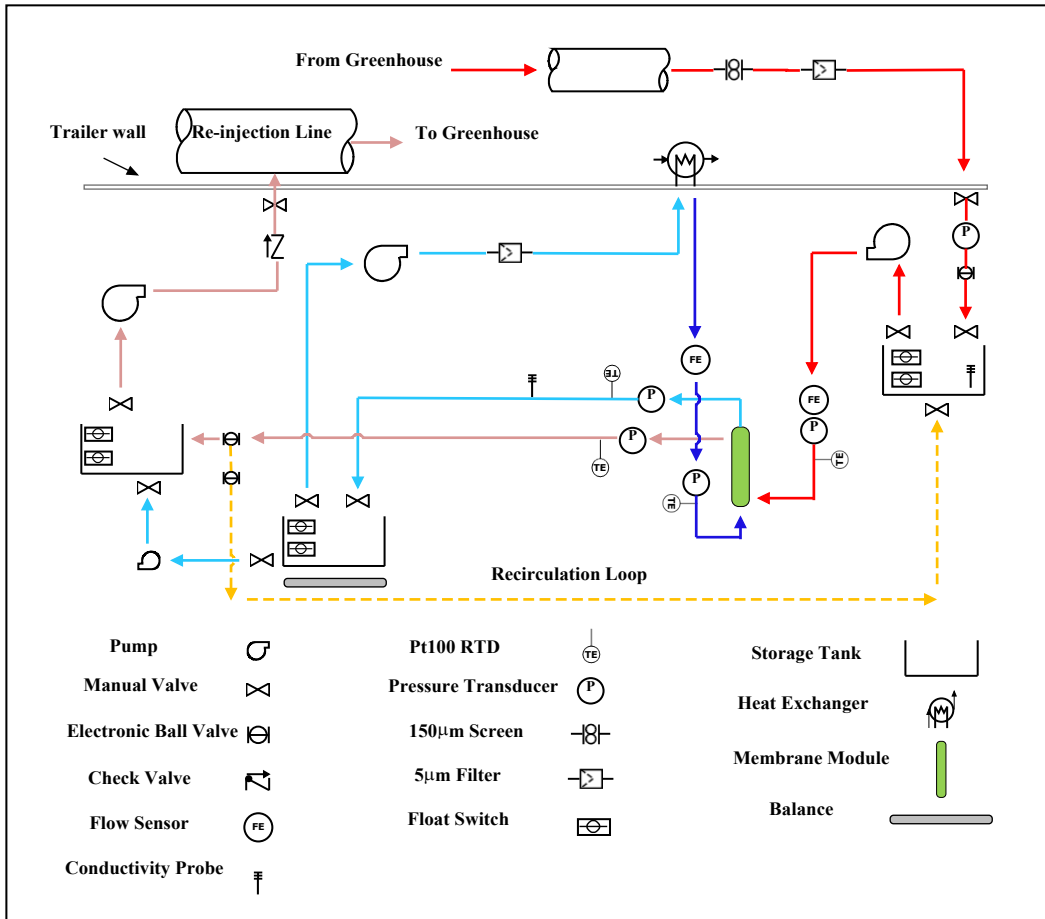 From Greenhouse
Trailer wall
Re-injection Line
To Greenhouse
P
FE
TE
P
FE
P
P
TE
P
TE
TE
Recirculation Loop
Pump
Pt100 RTD
TE
Storage Tank
Manual Valve
Pressure Transducer
P
Heat Exchanger
Electronic Ball Valve
150μm Screen
Membrane Module
Check Valve
5μm Filter
Balance
Flow Sensor
FE
Float Switch
Conductivity Probe